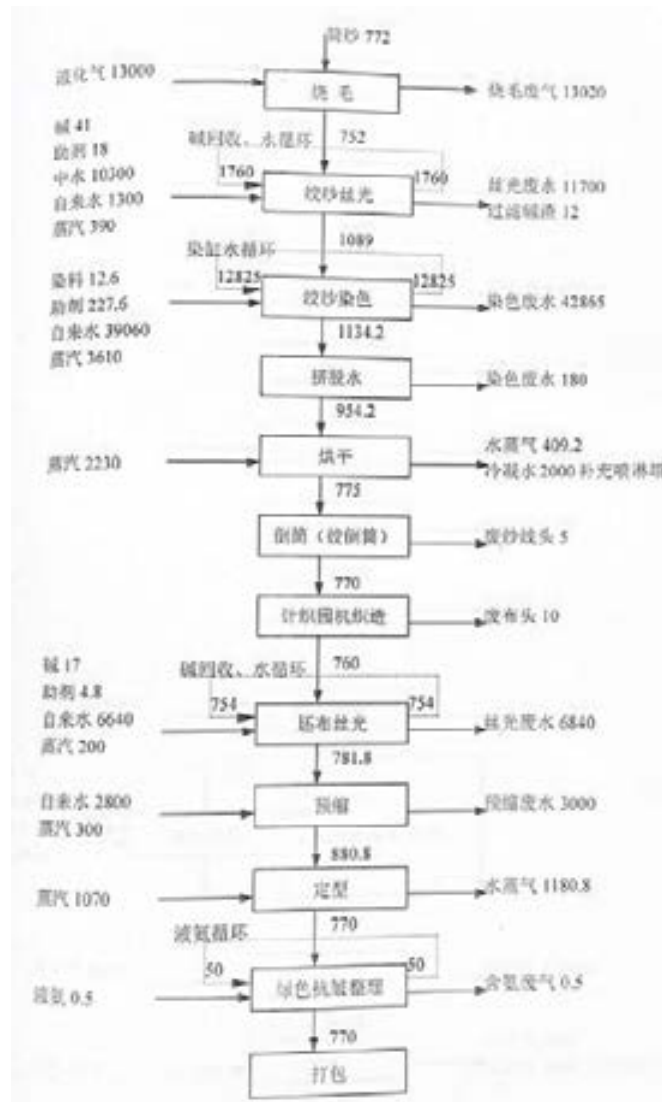 筒纱 772
液化气 13000
烧毛
烧毛废气 13020
碱 41
助剂 18
中水 10300
自来水 1300
蒸汽 390
碱回收、水循环
752
1760
1760
绞纱丝光
丝光废水 11700
过滤碱渣 12
1089
染缸水循环
12825
12825
染料 12.6
助剂 227.6
自来水 39060
蒸汽 3610
绞纱染色
染色废水 42865
1134.2
挤脱水
染色废水 180
954.2
蒸汽 2230
烘干
水蒸气 409.2
冷凝水 2000 补充喷淋塔
775
倒筒（绞倒筒）
废纱线头 5
770
针织园机织造
废布头 10
760
碱回收、水循环
754
754
碱 17
助剂 4.8
自来水 6640
蒸汽 200
坯布丝光
丝光废水 6840
781.8
自来水 2800
蒸汽 300
预缩
预缩废水 3000
880.8
蒸汽 1070
定型
水蒸气 1180.8
770
液氨循环
50
50
液氨 0.5
绿色抗皱整理
含氨废气 0.5
770
打包